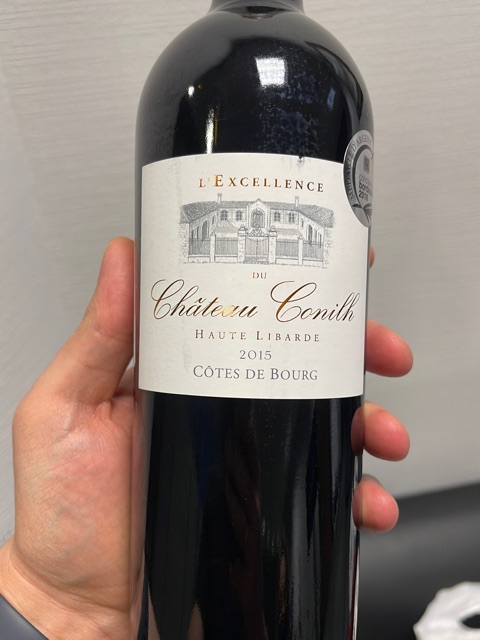 L'EXCELLENCE
DU
Château Conilh
HAUTE LIBARDE
2015
CÔTES DE BOURG